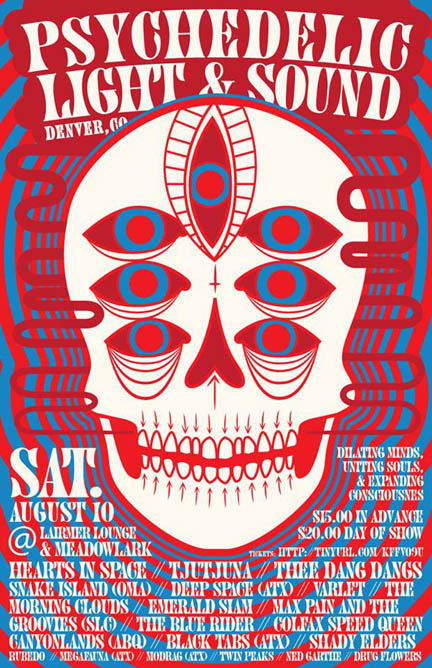 PSYCHEDELIC
LIGHT & SOUND
DENVER, CO
DILATING MINDS,
UNITING SOULS,
& EXPANDING
CONSCIOUSNES
SAT.
AUGUST 10
@ LARIMER LOUNGE
& MEADOWLARK
$15.00 IN ADVANCE
$20.00 DAY OF SHOW
TICKETS: HTTP://TINYURL.COM/KFFVO9U
HEARTS IN SPACE // TJUTJUNA // THEE DANG DANGS
SNAKE ISLAND (OMA) // DEEP SPACE (ATX) // VARLET // THE
MORNING CLOUDS // EMERALD SIAM // MAX PAIN AND THE
GROOVIES (SLC) // THE BLUE RIDER // COLFAX SPEED QUEEN
CANYONLANDS (ABQ) // BLACK TABS (ATX) // SHADY ELDERS
RUBEDO // MEGAFAUNA (ATX) // MODRAG (ATX) // TWIN PEAKS // NED GARTHE // DRUG FLOWERS